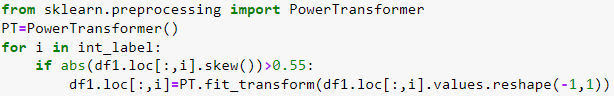 from sklearn.preprocessing import PowerTransformer
PT=PowerTransformer()
for i in int_label:
    if abs(df1.loc[:,i].skew())>0.55:
        df1.loc[:,i]=PT.fit_transform(df1.loc[:,i].values.reshape(-1,1))